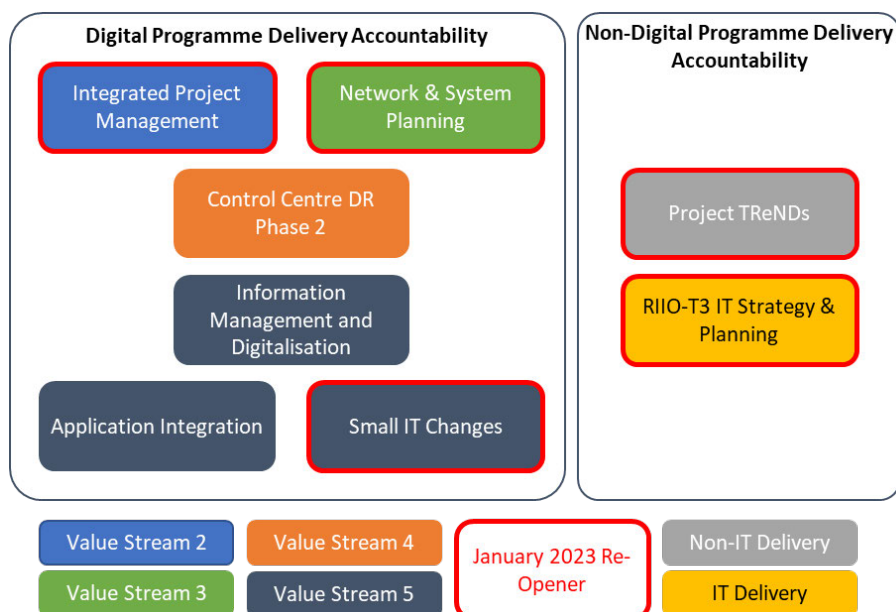 Digital Programme Delivery Accountability
Integrated Project
Management
Network & System
Planning
Control Centre DR
Phase 2
Information
Management and
Digitalisation
Application Integration
Small IT Changes
Non-Digital Programme Delivery
Accountability
Project TReNDs
RIIO-T3 IT Strategy &
Planning
Value Stream 2
Value Stream 4
January 2023 Re-
Opener
Non-IT Delivery
Value Stream 3
Value Stream 5
IT Delivery